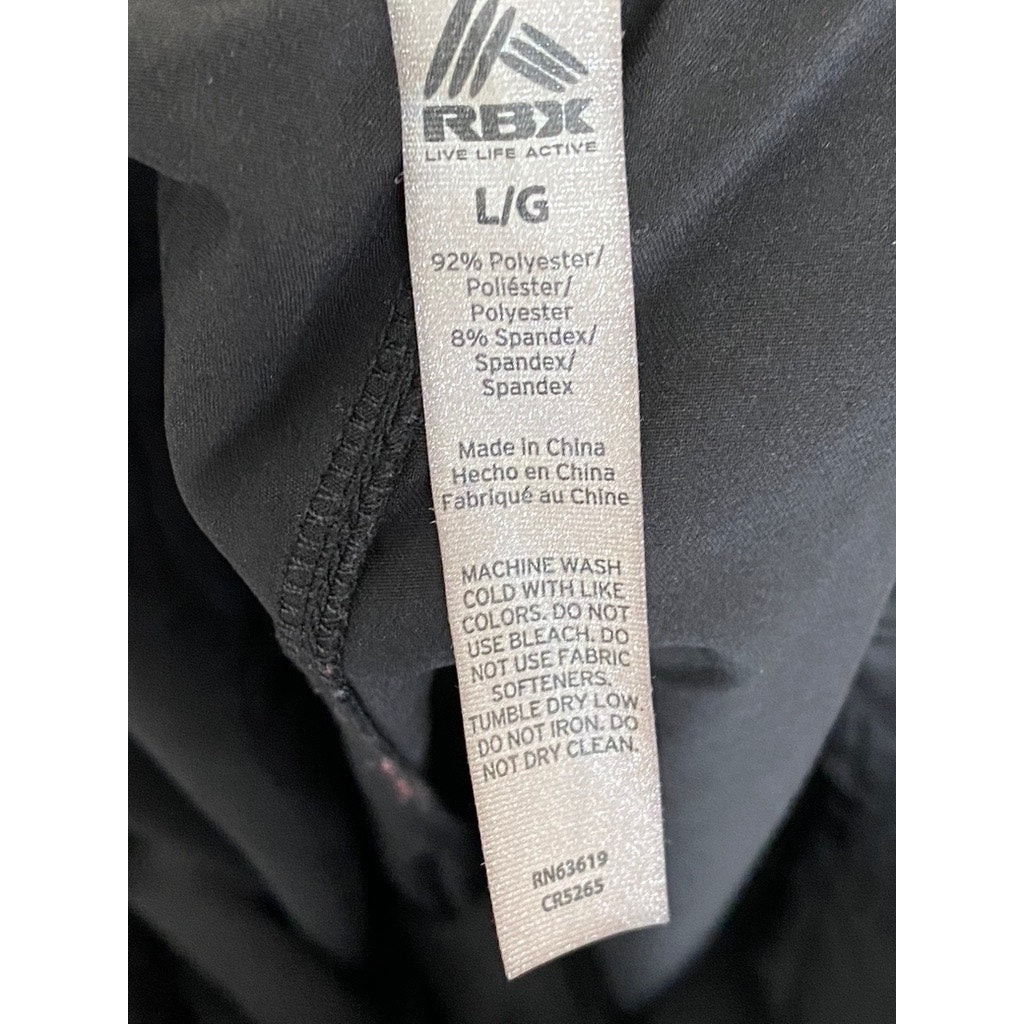 RBX
LIVE LIFE ACTIVE
L/G
92% Polyester/
Poliéster/
Polyester
8% Spandex/
Spandex/
Spandex
Made in China
Hecho en China
Fabriqué au Chine
MACHINE WASH
COLD WITH LIKE
COLORS. DO NOT
USE BLEACH. DO
NOT USE FABRIC
SOFTENERS.
TUMBLE DRY LOW.
DO NOT IRON. DO
NOT DRY CLEAN.
RN63619
CR5265